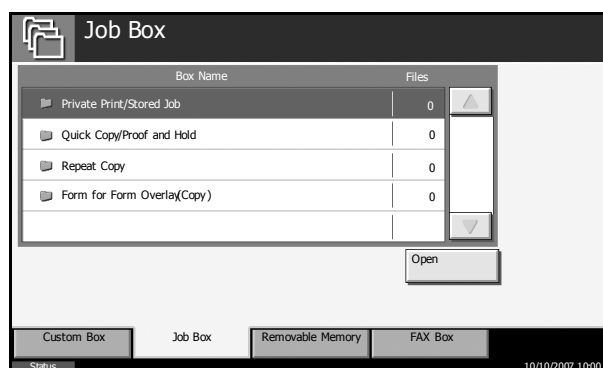 Job Box
Box Name Files
Private Print/Stored Job 0
Quick Copy/Proof and Hold 0
Repeat Copy 0
Form for Form Overlay(Copy) 0
Open
Custom Box Job Box Removable Memory FAX Box
Status 10/10/2007 10:00